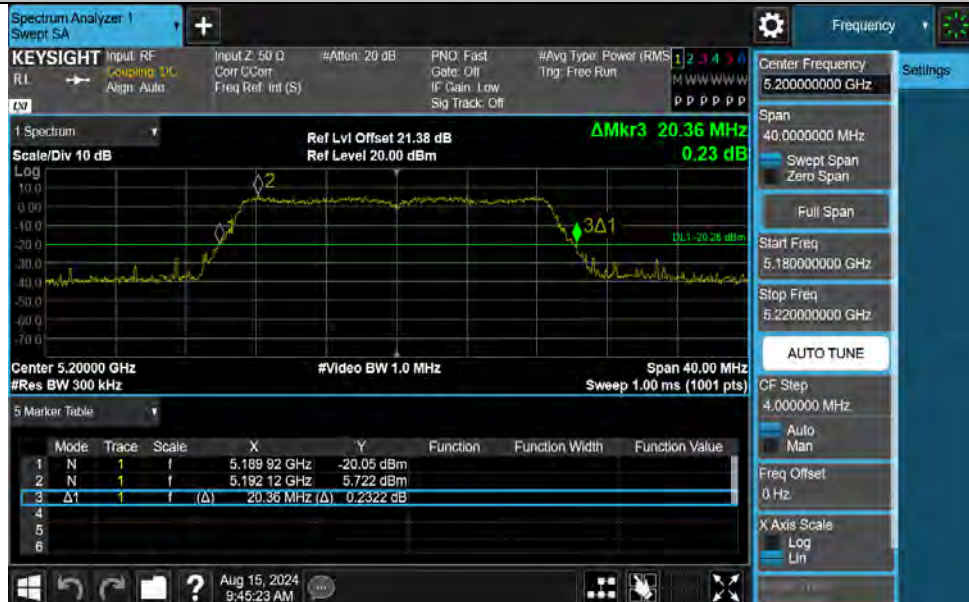 Spectrum Analyzer 1
Swept SA
+
Frequency
KEYSIGHT
RL
LXI
Input: RF
Coupling: DC
Align: Auto
Input Z: 50 Ω
Corr CCorr
Freq Ref: Int (S)
#Atten: 20 dB
PNO: Fast
Gate: Off
IF Gain: Low
Sig Track: Off
#Avg Type: Power (RMS
Trig: Free Run
1 2 3 4 5 6
M W W W W W
P P P P P P
Settings
1 Spectrum
Scale/Div 10 dB
Ref Lvl Offset 21.38 dB
Ref Level 20.00 dBm
ΔMkr3 20.36 MHz
0.23 dB
Log
10.0
0.00
-10.0
-20.0
-30.0
-40.0
-50.0
-60.0
-70.0
2
3Δ1
DL1 -20.28 dBm
Center 5.20000 GHz
#Res BW 300 kHz
#Video BW 1.0 MHz
Span 40.00 MHz
Sweep 1.00 ms (1001 pts)
5 Marker Table
Mode Trace Scale X Y Function Function Width Function Value
1 N 1 f 5.189 92 GHz -20.05 dBm
2 N 1 f 5.192 12 GHz 5.722 dBm
3 Δ1 1 f (Δ) 20.36 MHz (Δ) 0.2322 dB
4
5
6
Center Frequency
5.200000000 GHz
Span
40.0000000 MHz
Swept Span
Zero Span
Full Span
Start Freq
5.180000000 GHz
Stop Freq
5.220000000 GHz
AUTO TUNE
CF Step
4.000000 MHz
Auto
Man
Freq Offset
0 Hz
X Axis Scale
Log
Lin
?
Aug 15, 2024
9:45:23 AM